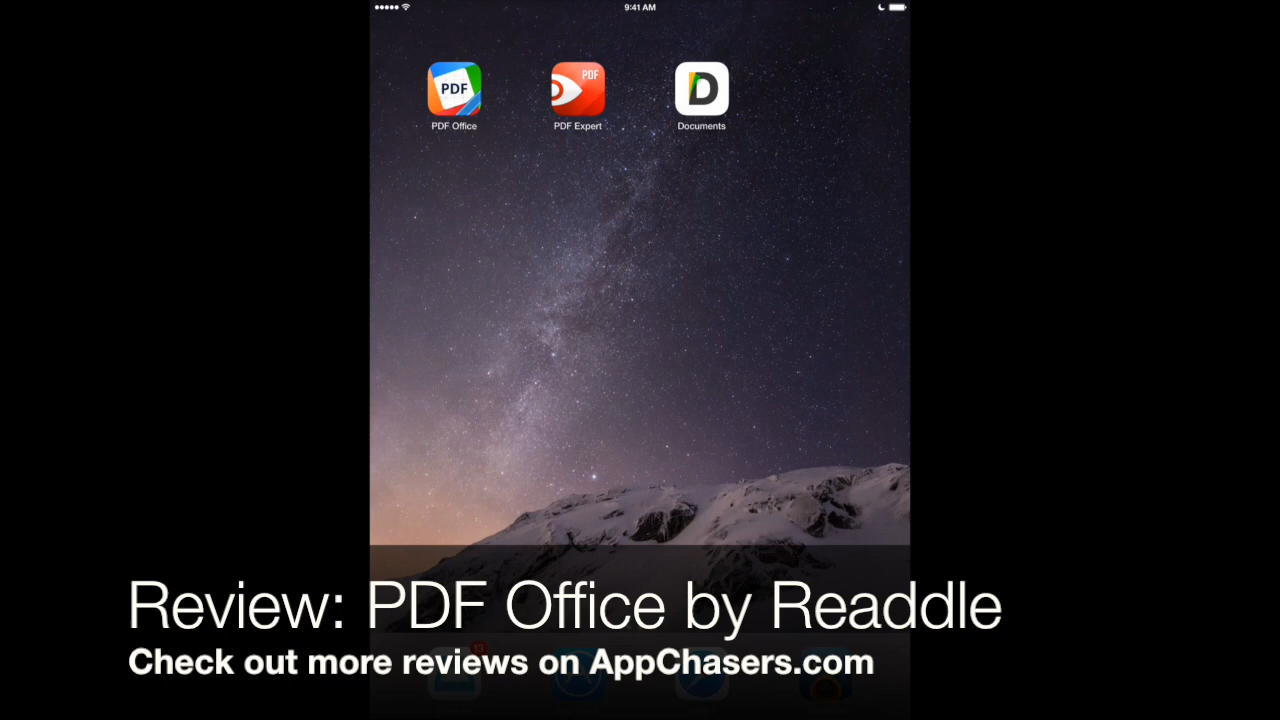 9:41 AM
PDF
PDF
D
PDF Office
PDF Expert
Documents
Review: PDF Office by Readdle
13
Check out more reviews on AppChasers.com